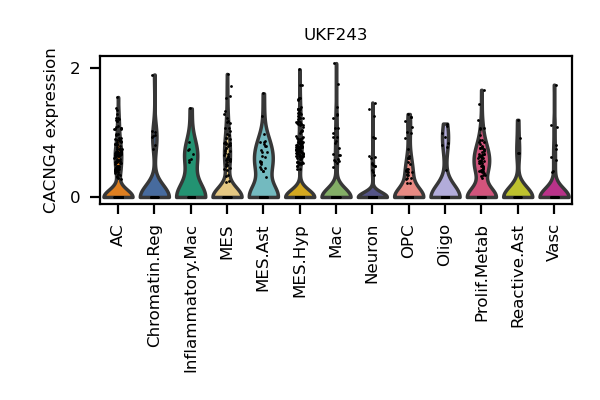 UKF243
CACNG4 expression
2
0
AC
Chromatin.Reg
Inflammatory.Mac
MES
MES.Ast
MES.Hyp
Mac
Neuron
OPC
Oligo
Prolif.Metab
Reactive.Ast
Vasc